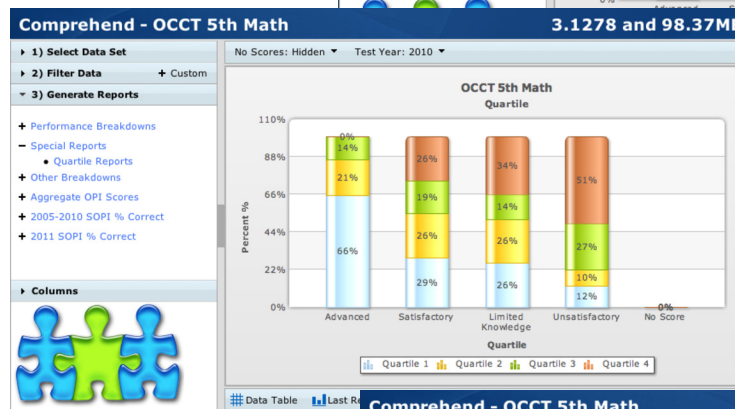 Comprehend - OCCT 5th Math
3.1278 and 98.37M
1) Select Data Set
2) Filter Data
+ Custom
3) Generate Reports
+ Performance Breakdowns
− Special Reports
• Quartile Reports
+ Other Breakdowns
+ Aggregate OPI Scores
+ 2005-2010 SOPI % Correct
+ 2011 SOPI % Correct
Columns
No Scores: Hidden
Test Year: 2010
OCCT 5th Math
Quartile
Percent %
110%
88%
66%
44%
22%
0%
0%
14%
21%
66%
26%
19%
26%
29%
34%
14%
26%
26%
51%
27%
10%
12%
0%
Advanced
Satisfactory
Limited
Knowledge
Unsatisfactory
No Score
Quartile
Quartile 1
Quartile 2
Quartile 3
Quartile 4
Data Table
Last Re
Comprehend - OCCT 5th Math